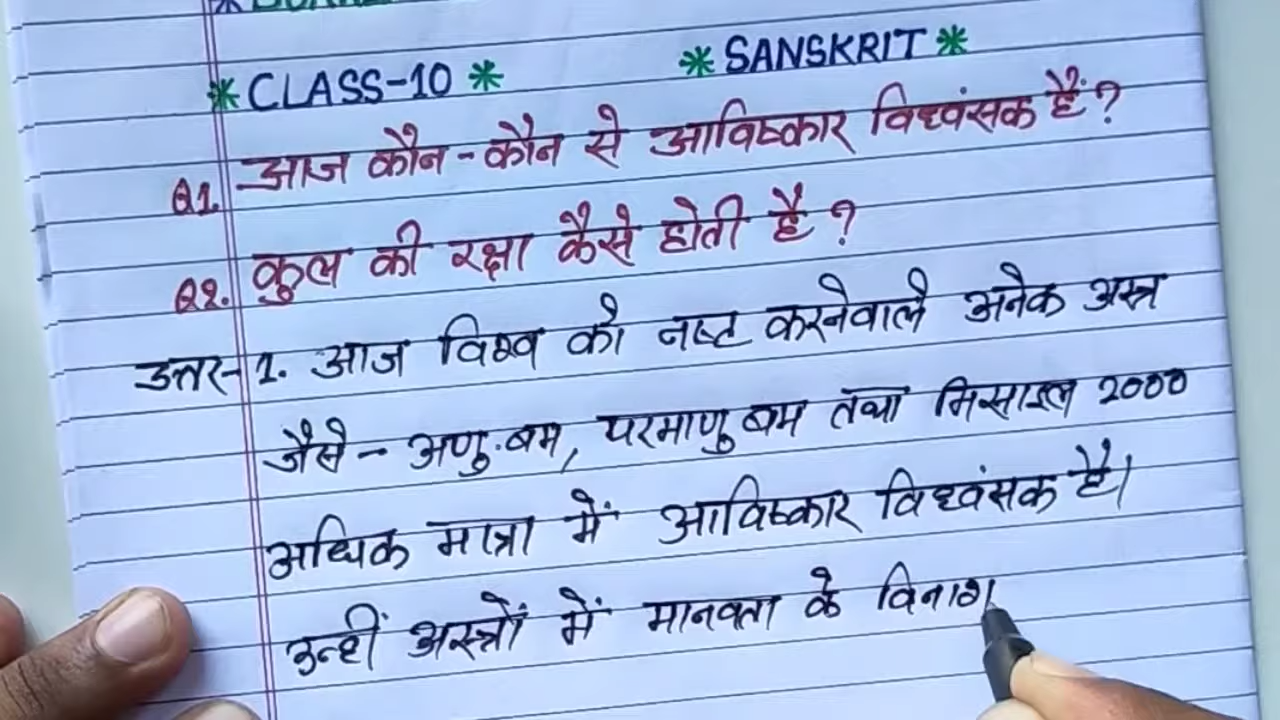 * CLASS-10 * * SANSKRIT *
Q1. आज कौन-कौन से आविष्कार विध्वंसक हैं?
Q2. कुल की रक्षा कैसे होती है?
उत्तर-1. आज विश्व को नष्ट करनेवाले अनेक अस्त्र
जैसे - अणु बम, परमाणु बम तथा मिसाइल 2000
अधिक मात्रा में आविष्कार विध्वंसक है।
उन्हीं अस्त्रों में मानवता के विनाश